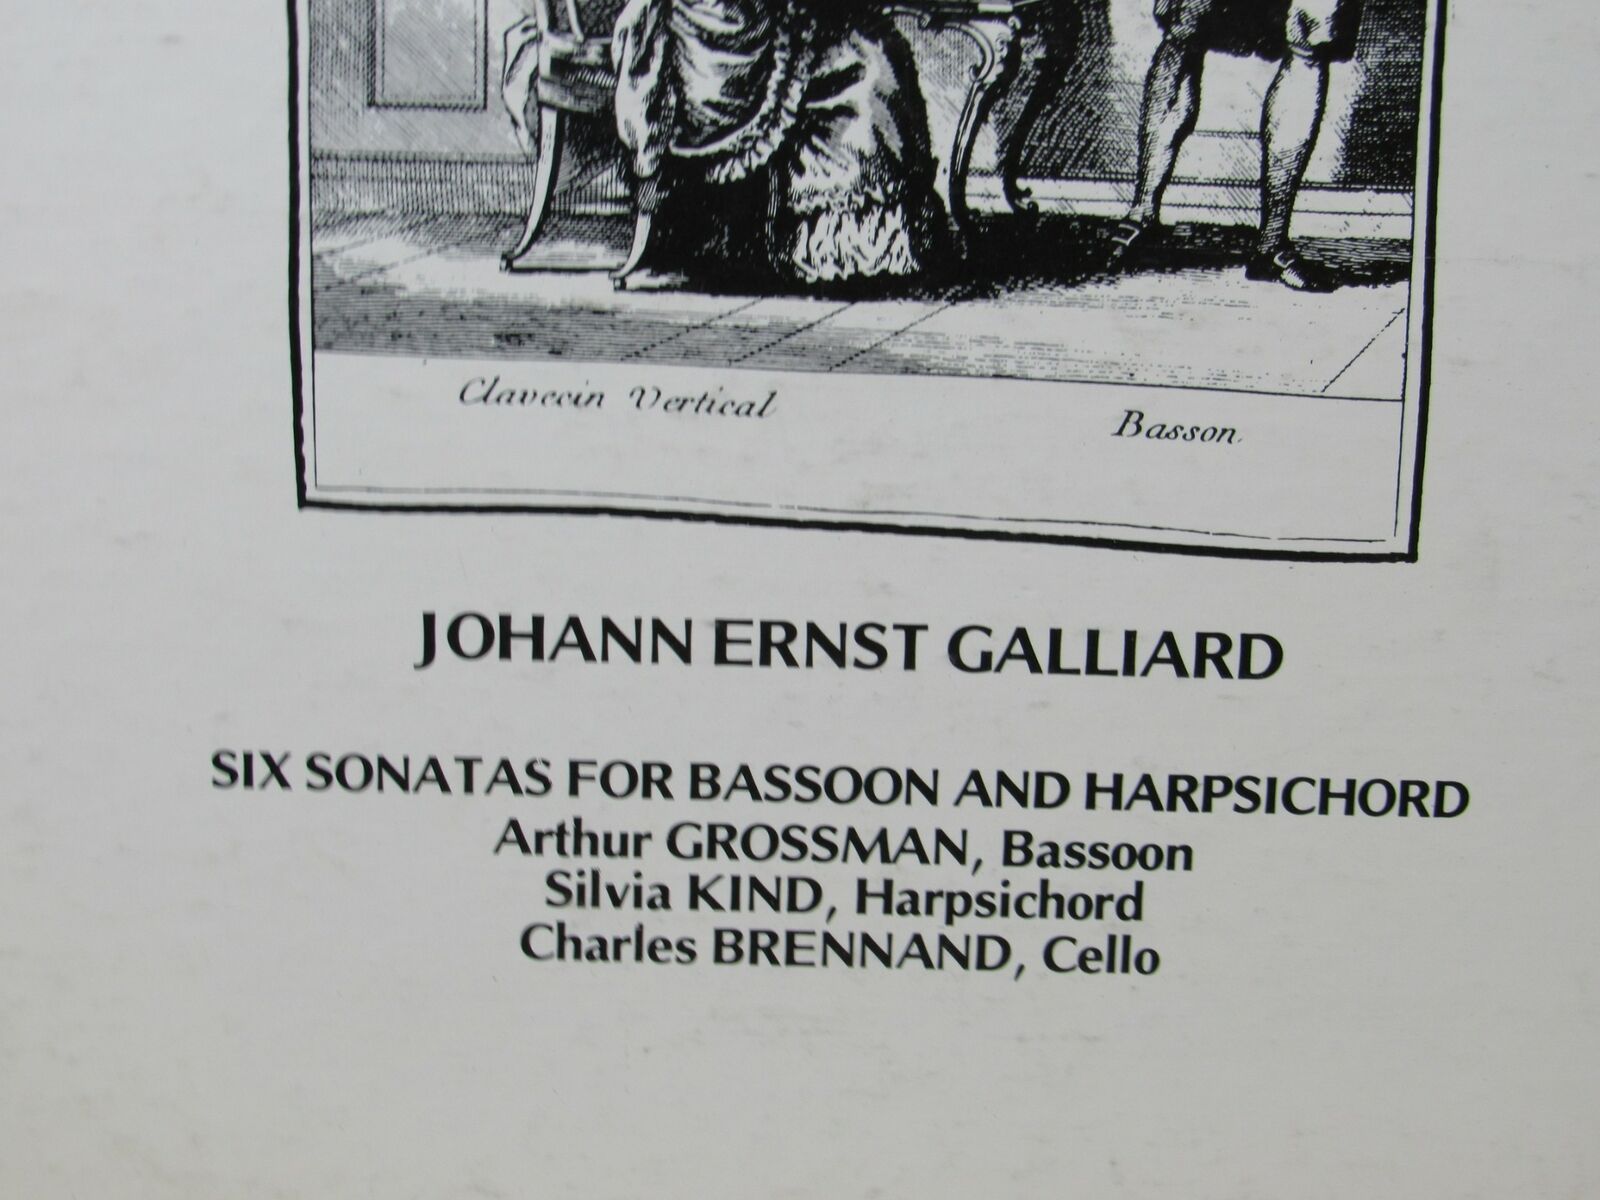 Clavecin Vertical
Basson.
JOHANN ERNST GALLIARD
SIX SONATAS FOR BASSOON AND HARPSICHORD
Arthur GROSSMAN, Bassoon
Silvia KIND, Harpsichord
Charles BRENNAND, Cello